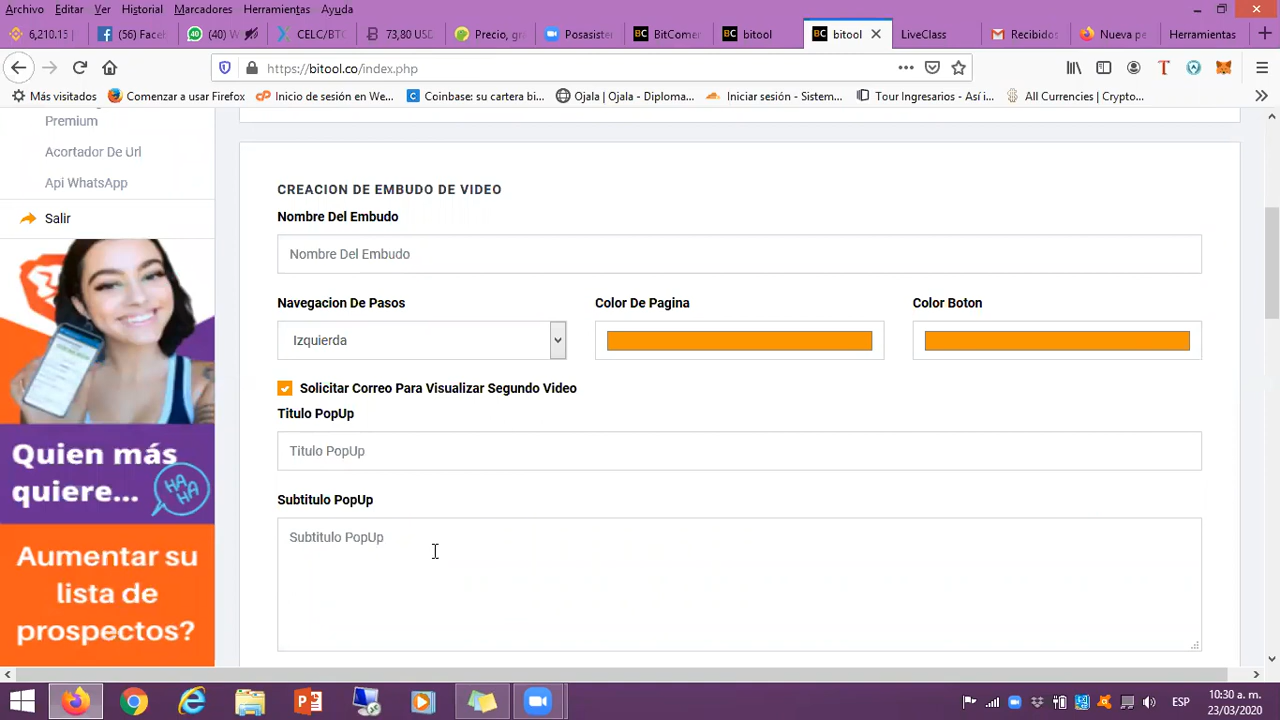 Archivo Editar Ver Historial Marcadores Herramientas Ayuda
6,210.15 (56) Face (40) W CELC/BTC 73,80 USD Precio, gr Posasiste BitComer bitool bitool LiveClass Recibidos Nueva pe Herramientas
https://bitool.co/index.php
Más visitados Comenzar a usar Firefox Inicio de sesión en We... Coinbase: su cartera bi... Ojala | Ojala - Diploma... Iniciar sesión - Sistem... Tour Ingresarios - Así i... All Currencies | Crypto...
Premium
Acortador De Url
Api WhatsApp
Salir
Quien más
quiere...
HA
HA
Aumentar su
lista de
prospectos?
CREACION DE EMBUDO DE VIDEO
Nombre Del Embudo
Nombre Del Embudo
Navegacion De Pasos Color De Pagina Color Boton
Izquierda
Solicitar Correo Para Visualizar Segundo Video
Titulo PopUp
Titulo PopUp
Subtitulo PopUp
Subtitulo PopUp
ESP
10:30 a. m.
23/03/2020